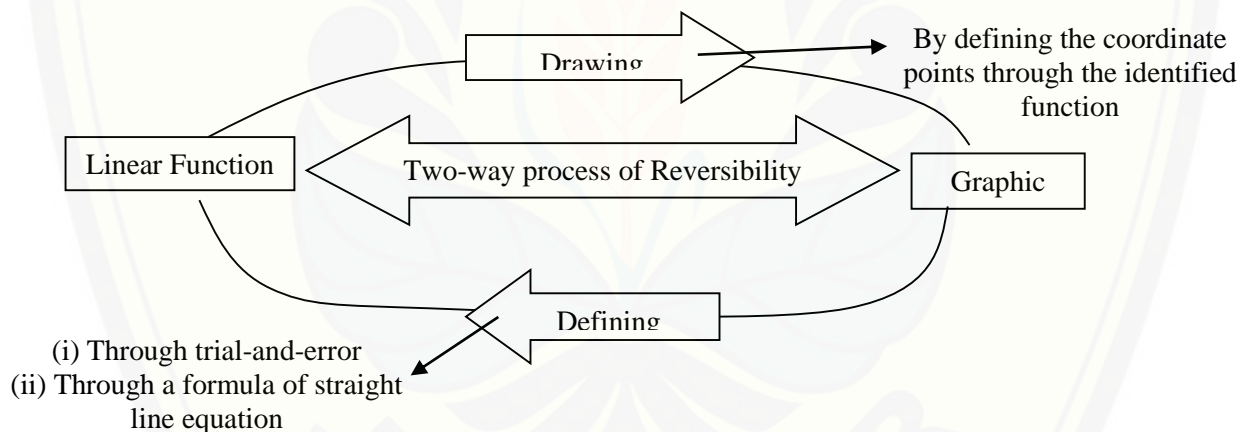 Drawing
By defining the coordinate
points through the identified
function
Linear Function
Two-way process of Reversibility
Graphic
Defining
(i) Through trial-and-error
(ii) Through a formula of straight
line equation